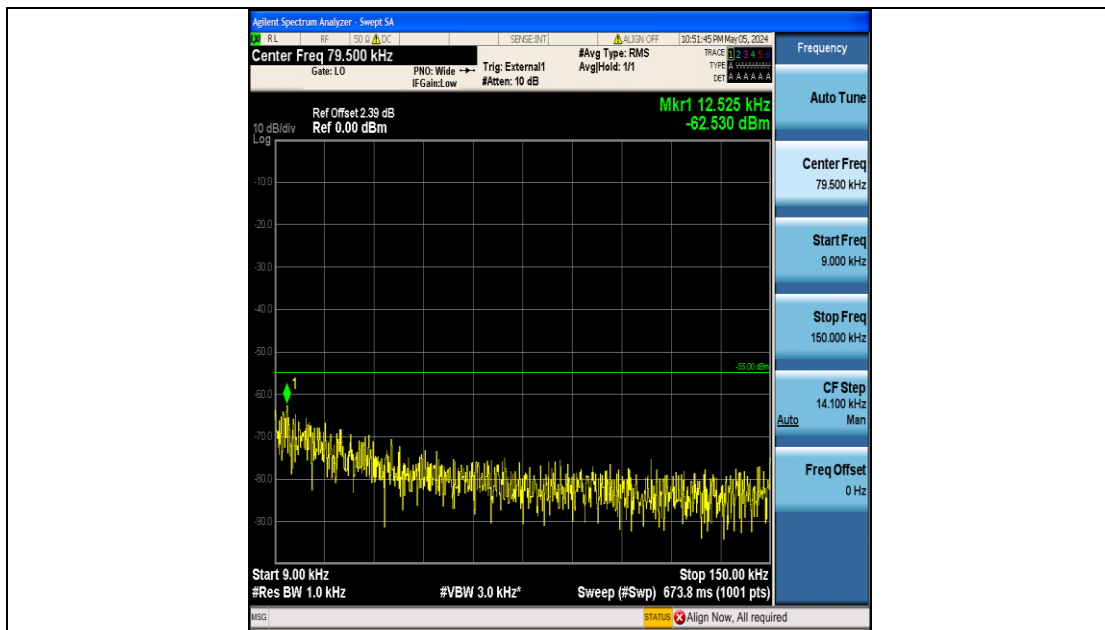 Agilent Spectrum Analyzer - Swept SA
LXI RL RF 50 Ω DC SENSE:INT ALIGN OFF 10:51:45 PM May 05, 2024
Center Freq 79.500 kHz
Gate: LO
PNO: Wide
IFGain:Low
Trig: External1
#Atten: 10 dB
#Avg Type: RMS
Avg|Hold: 1/1
TRACE 1 2 3 4 5 6
TYPE A
DET A A A A A A
Ref Offset 2.39 dB
10 dB/div Ref 0.00 dBm
Log
Mkr1 12.525 kHz
-62.530 dBm
-10.0
-20.0
-30.0
-40.0
-50.0
-55.00 dBm
1
-60.0
-70.0
-80.0
-90.0
Start 9.00 kHz Stop 150.00 kHz
#Res BW 1.0 kHz #VBW 3.0 kHz* Sweep (#Swp) 673.8 ms (1001 pts)
MSG STATUS Align Now, All required
Frequency
Auto Tune
Center Freq
79.500 kHz
Start Freq
9.000 kHz
Stop Freq
150.000 kHz
CF Step
14.100 kHz
Auto Man
Freq Offset
0 Hz